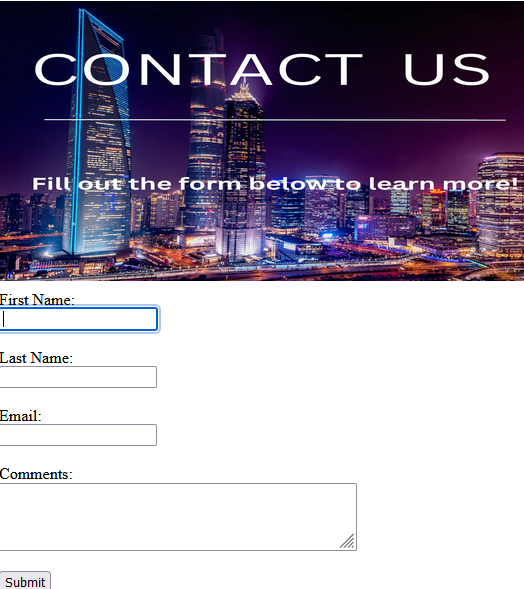 CONTACT US
Fill out the form below to learn more!
First Name:
Last Name:
Email:
Comments:
Submit